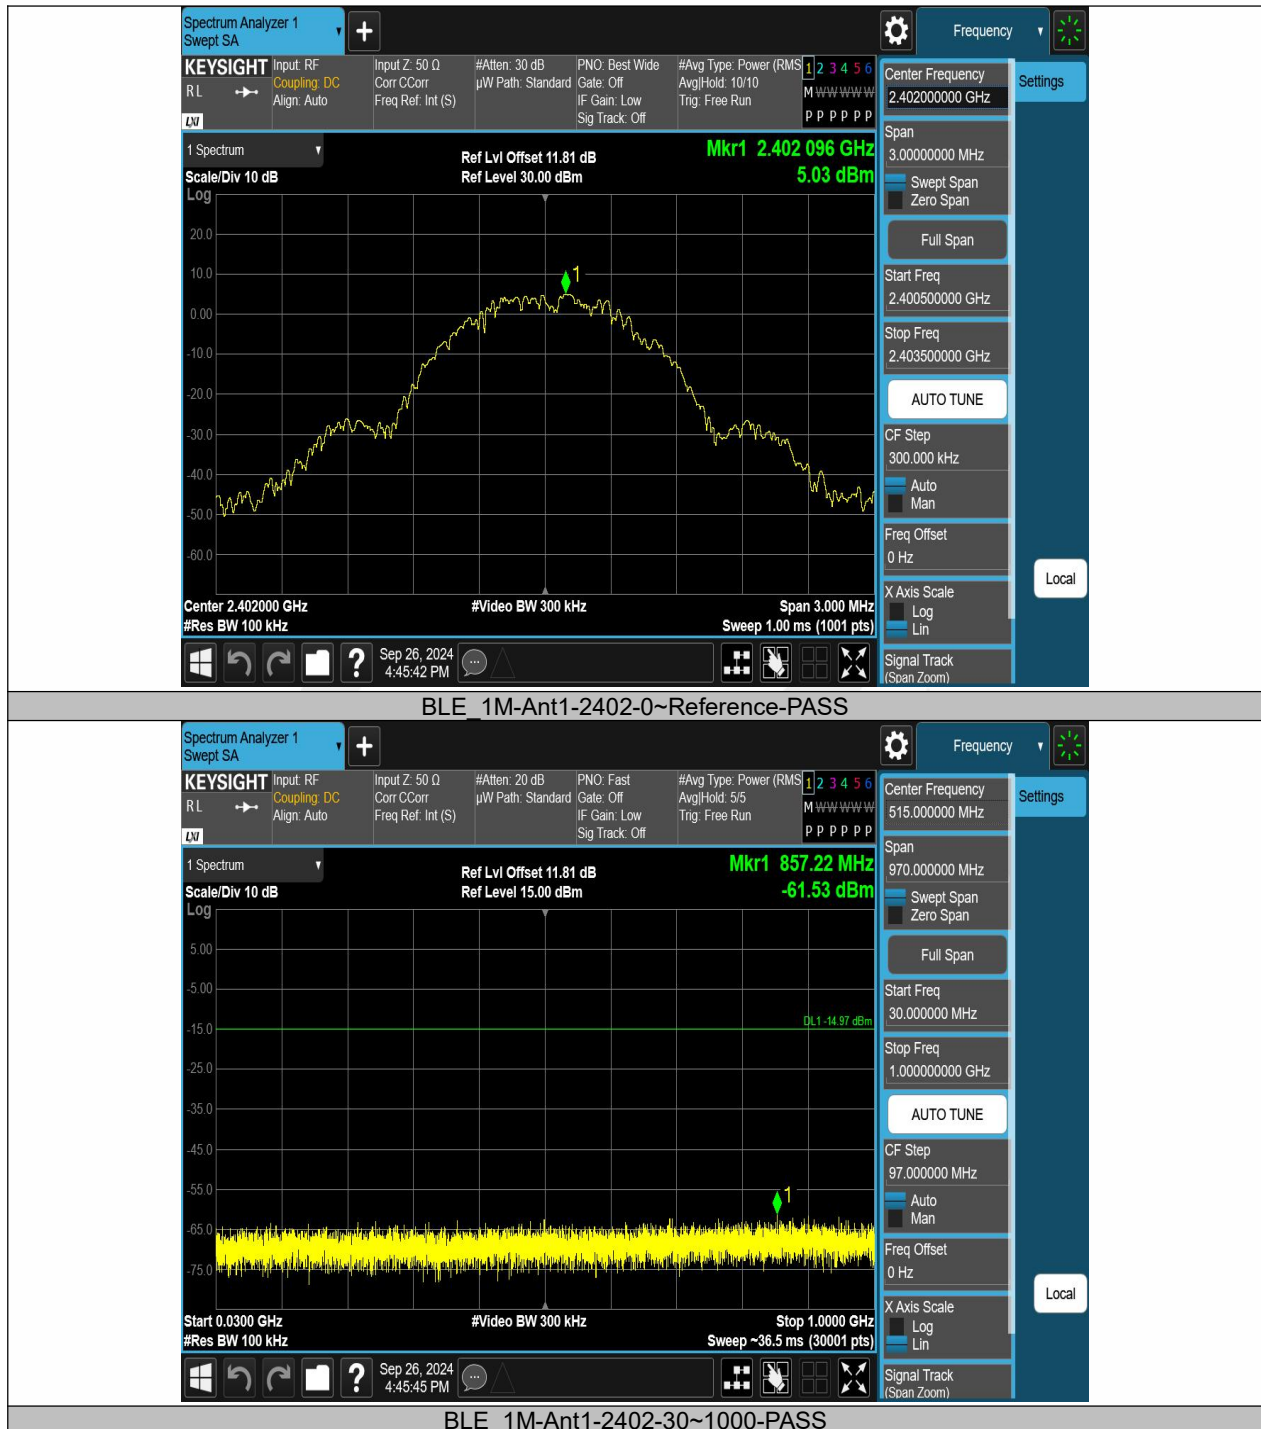 Spectrum Analyzer 1
Swept SA
+
Frequency
KEYSIGHT
RL
LXI
Input: RF
Coupling: DC
Align: Auto
Input Z: 50 Ω
Corr CCorr
Freq Ref: Int (S)
#Atten: 30 dB
µW Path: Standard
PNO: Best Wide
Gate: Off
IF Gain: Low
Sig Track: Off
#Avg Type: Power (RMS
Avg|Hold: 10/10
Trig: Free Run
1 2 3 4 5 6
M W W W W W
P P P P P P
Center Frequency
2.402000000 GHz
Settings
Span
3.00000000 MHz
Swept Span
Zero Span
Full Span
Start Freq
2.400500000 GHz
Stop Freq
2.403500000 GHz
AUTO TUNE
CF Step
300.000 kHz
Auto
Man
Freq Offset
0 Hz
X Axis Scale
Log
Lin
Signal Track
(Span Zoom)
Local
1 Spectrum
Scale/Div 10 dB
Log
Ref Lvl Offset 11.81 dB
Ref Level 30.00 dBm
Mkr1 2.402 096 GHz
5.03 dBm
1
20.0
10.0
0.00
-10.0
-20.0
-30.0
-40.0
-50.0
-60.0
Center 2.402000 GHz
#Video BW 300 kHz
Span 3.000 MHz
#Res BW 100 kHz
Sweep 1.00 ms (1001 pts)
?
Sep 26, 2024
4:45:42 PM
BLE_1M-Ant1-2402-0~Reference-PASS
Spectrum Analyzer 1
Swept SA
+
Frequency
KEYSIGHT
RL
LXI
Input: RF
Coupling: DC
Align: Auto
Input Z: 50 Ω
Corr CCorr
Freq Ref: Int (S)
#Atten: 20 dB
µW Path: Standard
PNO: Fast
Gate: Off
IF Gain: Low
Sig Track: Off
#Avg Type: Power (RMS
Avg|Hold: 5/5
Trig: Free Run
1 2 3 4 5 6
M W W W W W
P P P P P P
Center Frequency
515.000000 MHz
Settings
Span
970.000000 MHz
Swept Span
Zero Span
Full Span
Start Freq
30.000000 MHz
Stop Freq
1.000000000 GHz
AUTO TUNE
CF Step
97.000000 MHz
Auto
Man
Freq Offset
0 Hz
X Axis Scale
Log
Lin
Signal Track
(Span Zoom)
Local
1 Spectrum
Scale/Div 10 dB
Log
Ref Lvl Offset 11.81 dB
Ref Level 15.00 dBm
Mkr1 857.22 MHz
-61.53 dBm
5.00
-5.00
-15.0
DL1 -14.97 dBm
-25.0
-35.0
-45.0
-55.0
1
-65.0
-75.0
Start 0.0300 GHz
#Video BW 300 kHz
Stop 1.0000 GHz
#Res BW 100 kHz
Sweep ~36.5 ms (30001 pts)
?
Sep 26, 2024
4:45:45 PM
BLE_1M-Ant1-2402-30~1000-PASS